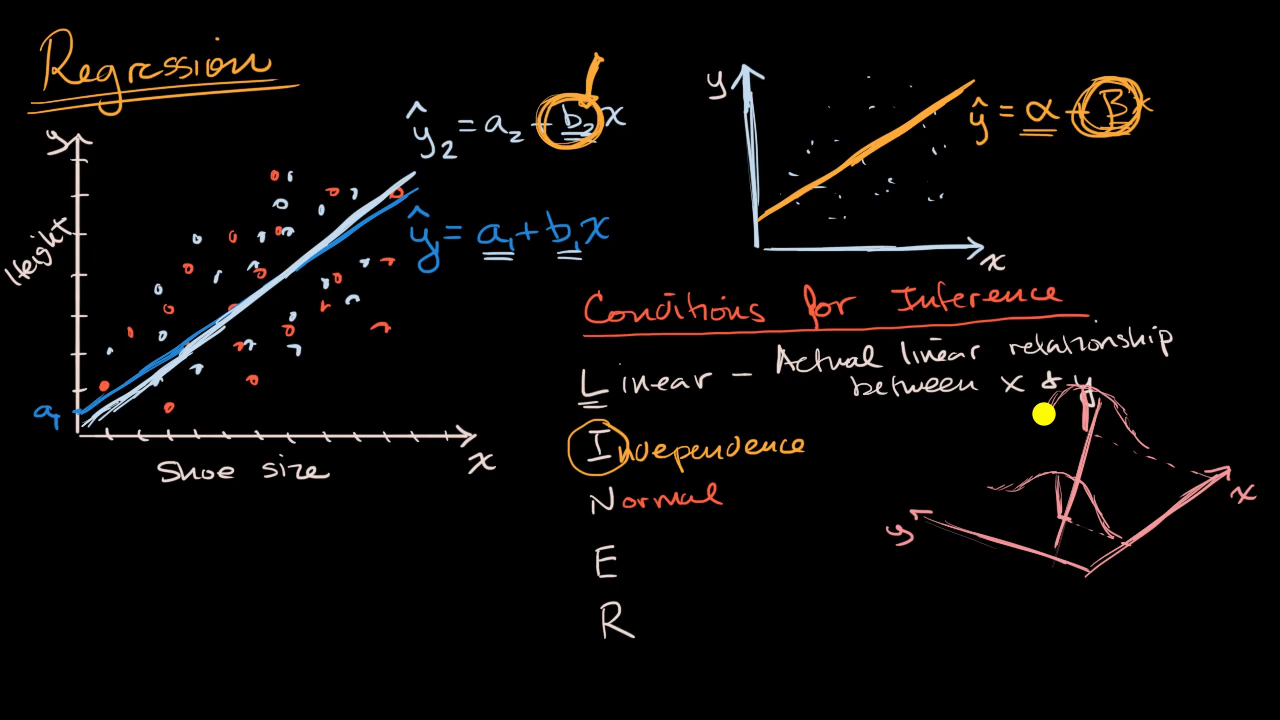 Regression
y
Height
a₁
Shoe size
x
ŷ₂ = a₂ + b₂x
ŷ₁ = a₁ + b₁x
y
x
ŷ = α + βx
Conditions for Inference
Linear – Actual linear relationship
between x & y
Independence
Normal
E
R
y
x